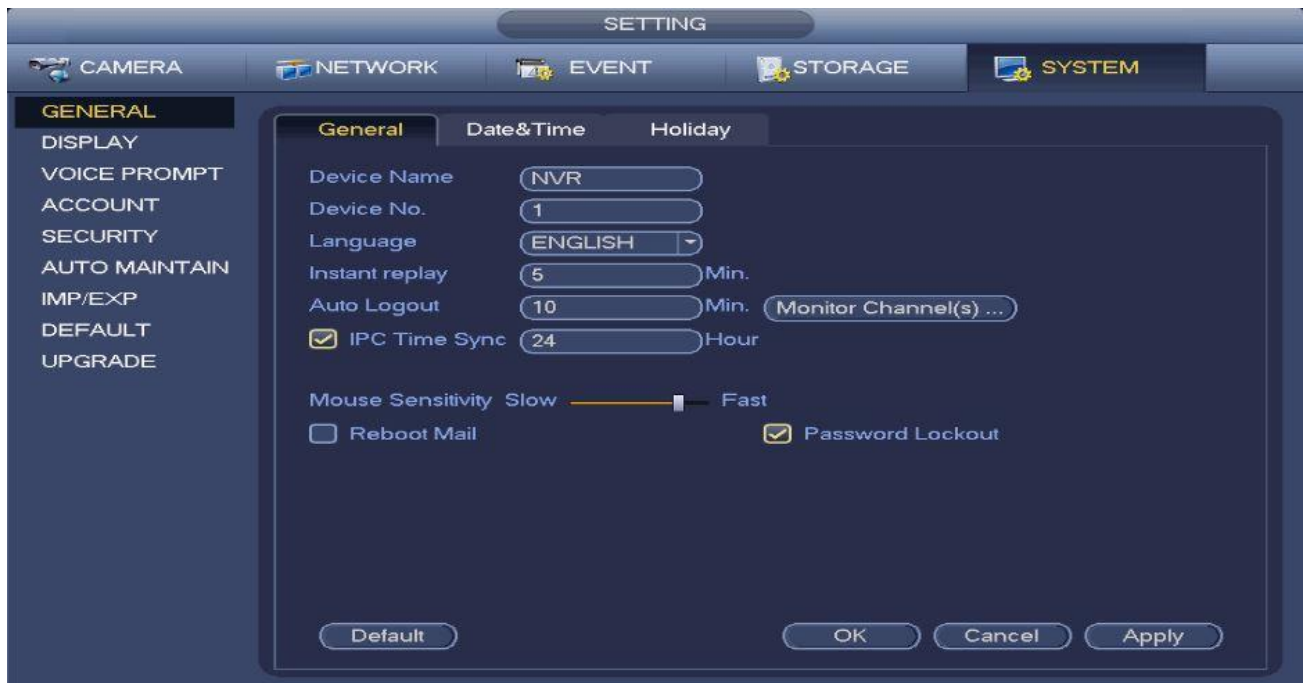 SETTING
CAMERA NETWORK EVENT STORAGE SYSTEM
GENERAL
DISPLAY
VOICE PROMPT
ACCOUNT
SECURITY
AUTO MAINTAIN
IMP/EXP
DEFAULT
UPGRADE
General Date&Time Holiday
Device Name NVR
Device No. 1
Language ENGLISH
Instant replay 5 Min.
Auto Logout 10 Min. Monitor Channel(s) ...
IPC Time Sync 24 Hour
Mouse Sensitivity Slow Fast
Reboot Mail Password Lockout
Default OK Cancel Apply